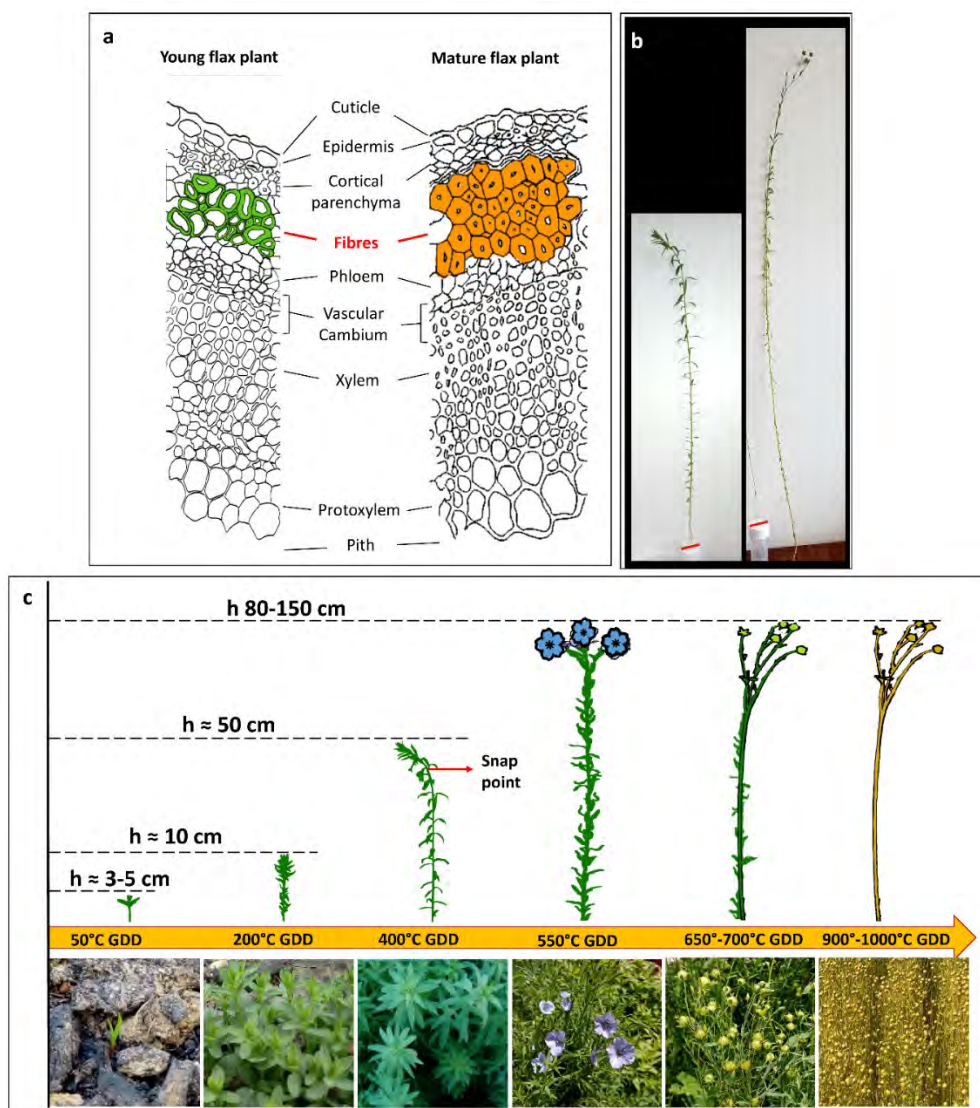 a
Young flax plant
Mature flax plant
Cuticle
Epidermis
Cortical
parenchyma
Fibres
Phloem
Vascular
Cambium
Xylem
Protoxylem
Pith
b
c
h 80-150 cm
h ≈ 50 cm
Snap
point
h ≈ 10 cm
h ≈ 3-5 cm
50°C GDD
200°C GDD
400°C GDD
550°C GDD
650°-700°C GDD
900°-1000°C GDD